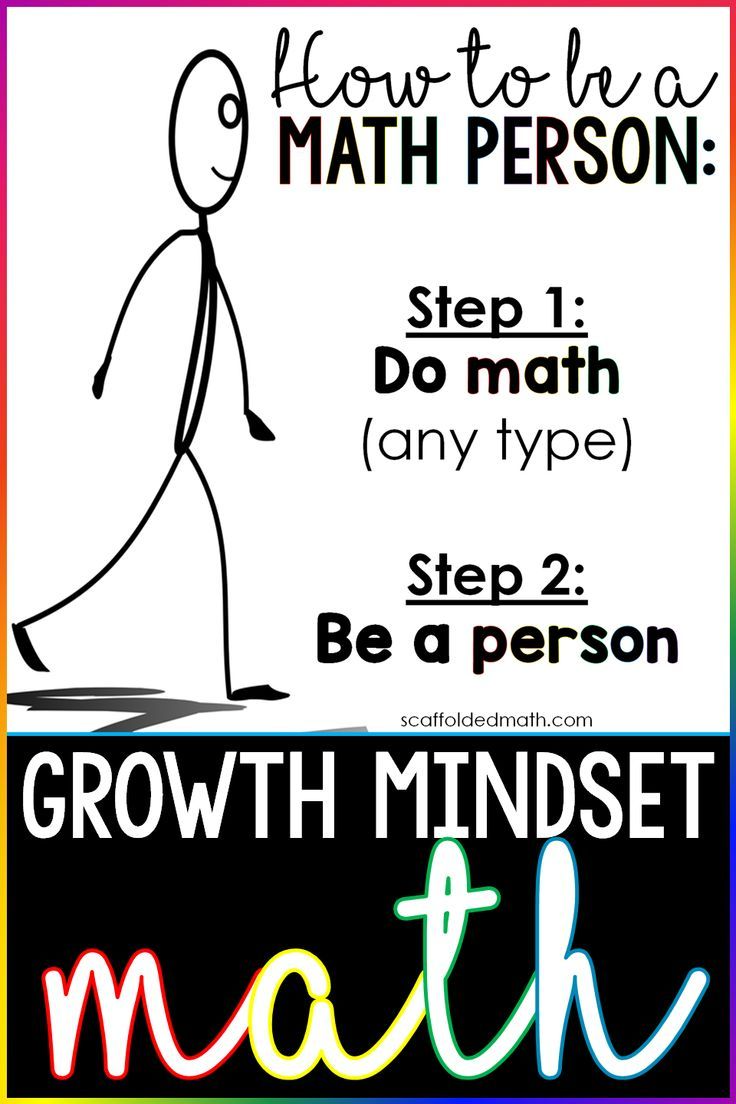 How to be a
MATH PERSON:
Step 1:
Do math
(any type)
Step 2:
Be a person
scaffoldedmath.com
GROWTH MINDSET
math